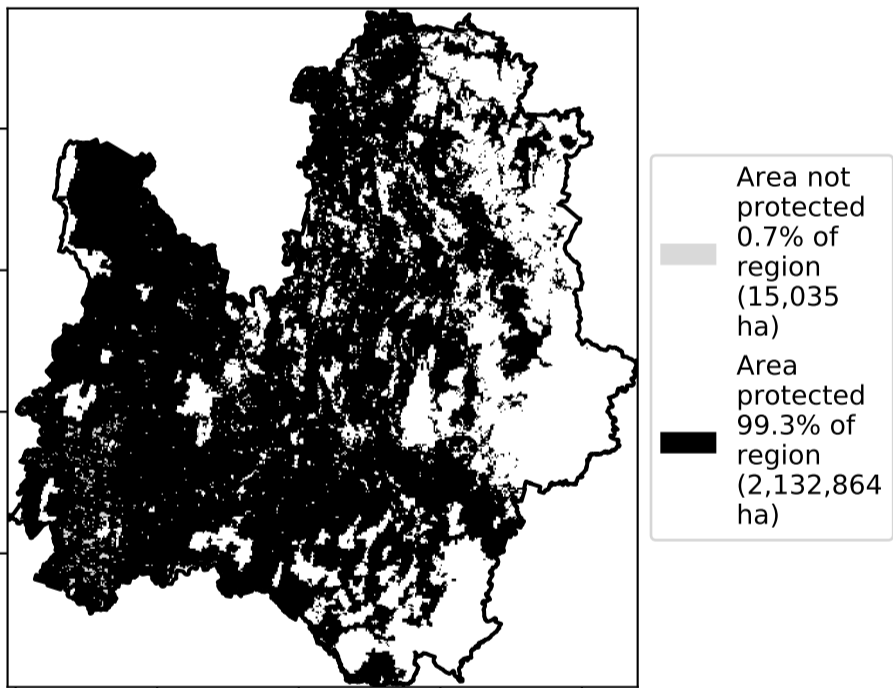 Area not
protected
0.7% of
region
(15,035
ha)
Area
protected
99.3% of
region
(2,132,864
ha)